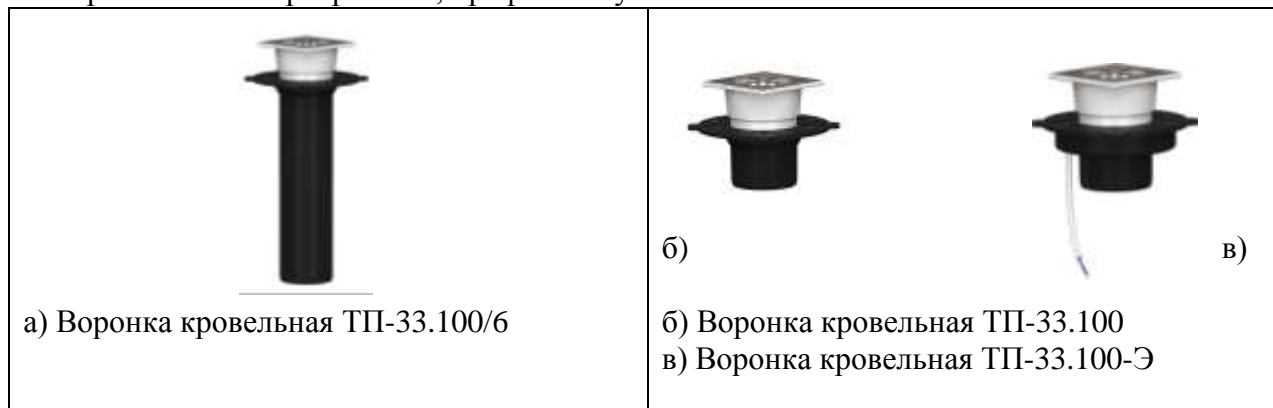 б)
в)
а) Воронка кровельная ТП-33.100/6
б) Воронка кровельная ТП-33.100
в) Воронка кровельная ТП-33.100-Э